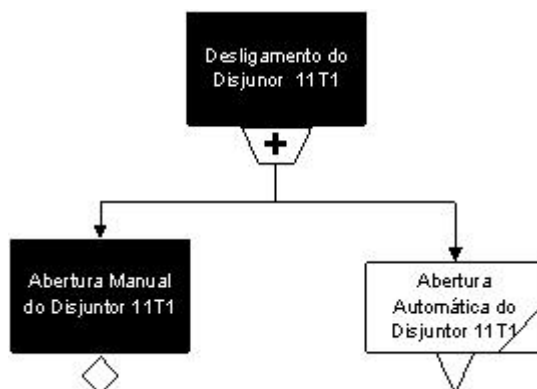 Desligamento do
Disjunor 11T1
Abertura Manual
do Disjuntor 11T1
Abertura
Automática do
Disjuntor 11T1